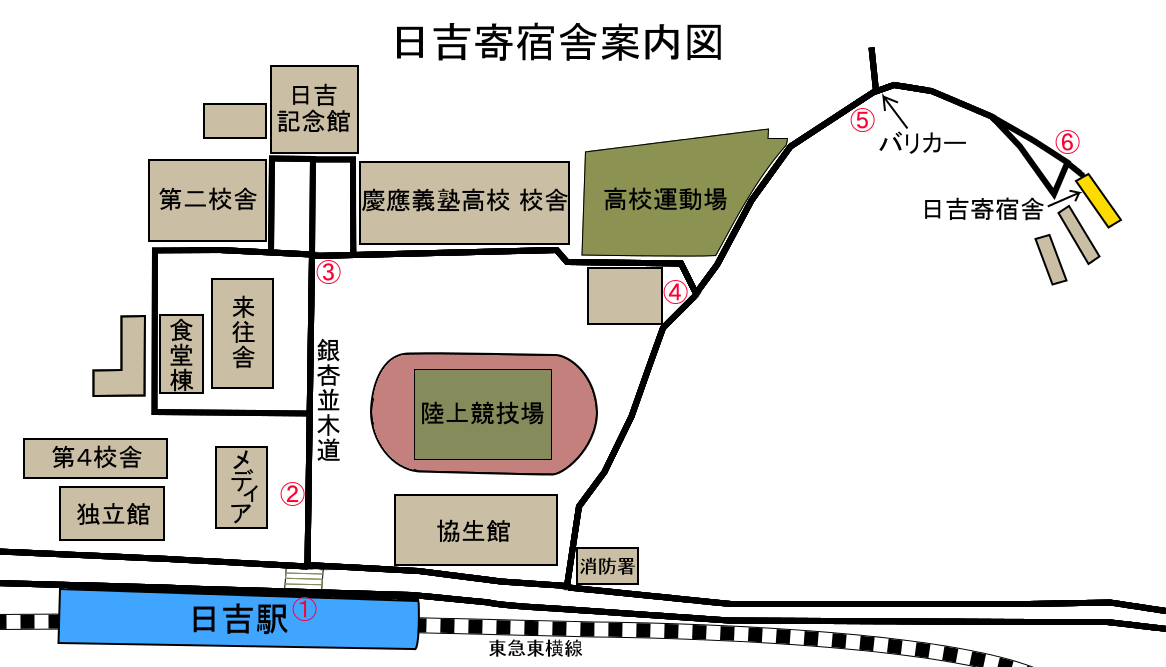 日吉寄宿舎案内図
日吉
記念館
第二校舎
慶應義塾高校 校舎
高校運動場
⑤
バリカー
⑥
日吉寄宿舎
③
④
来往舎
食堂棟
銀杏並木道
陸上競技場
第4校舎
メディア
②
独立館
協生館
消防署
日吉駅
①
東急東横線